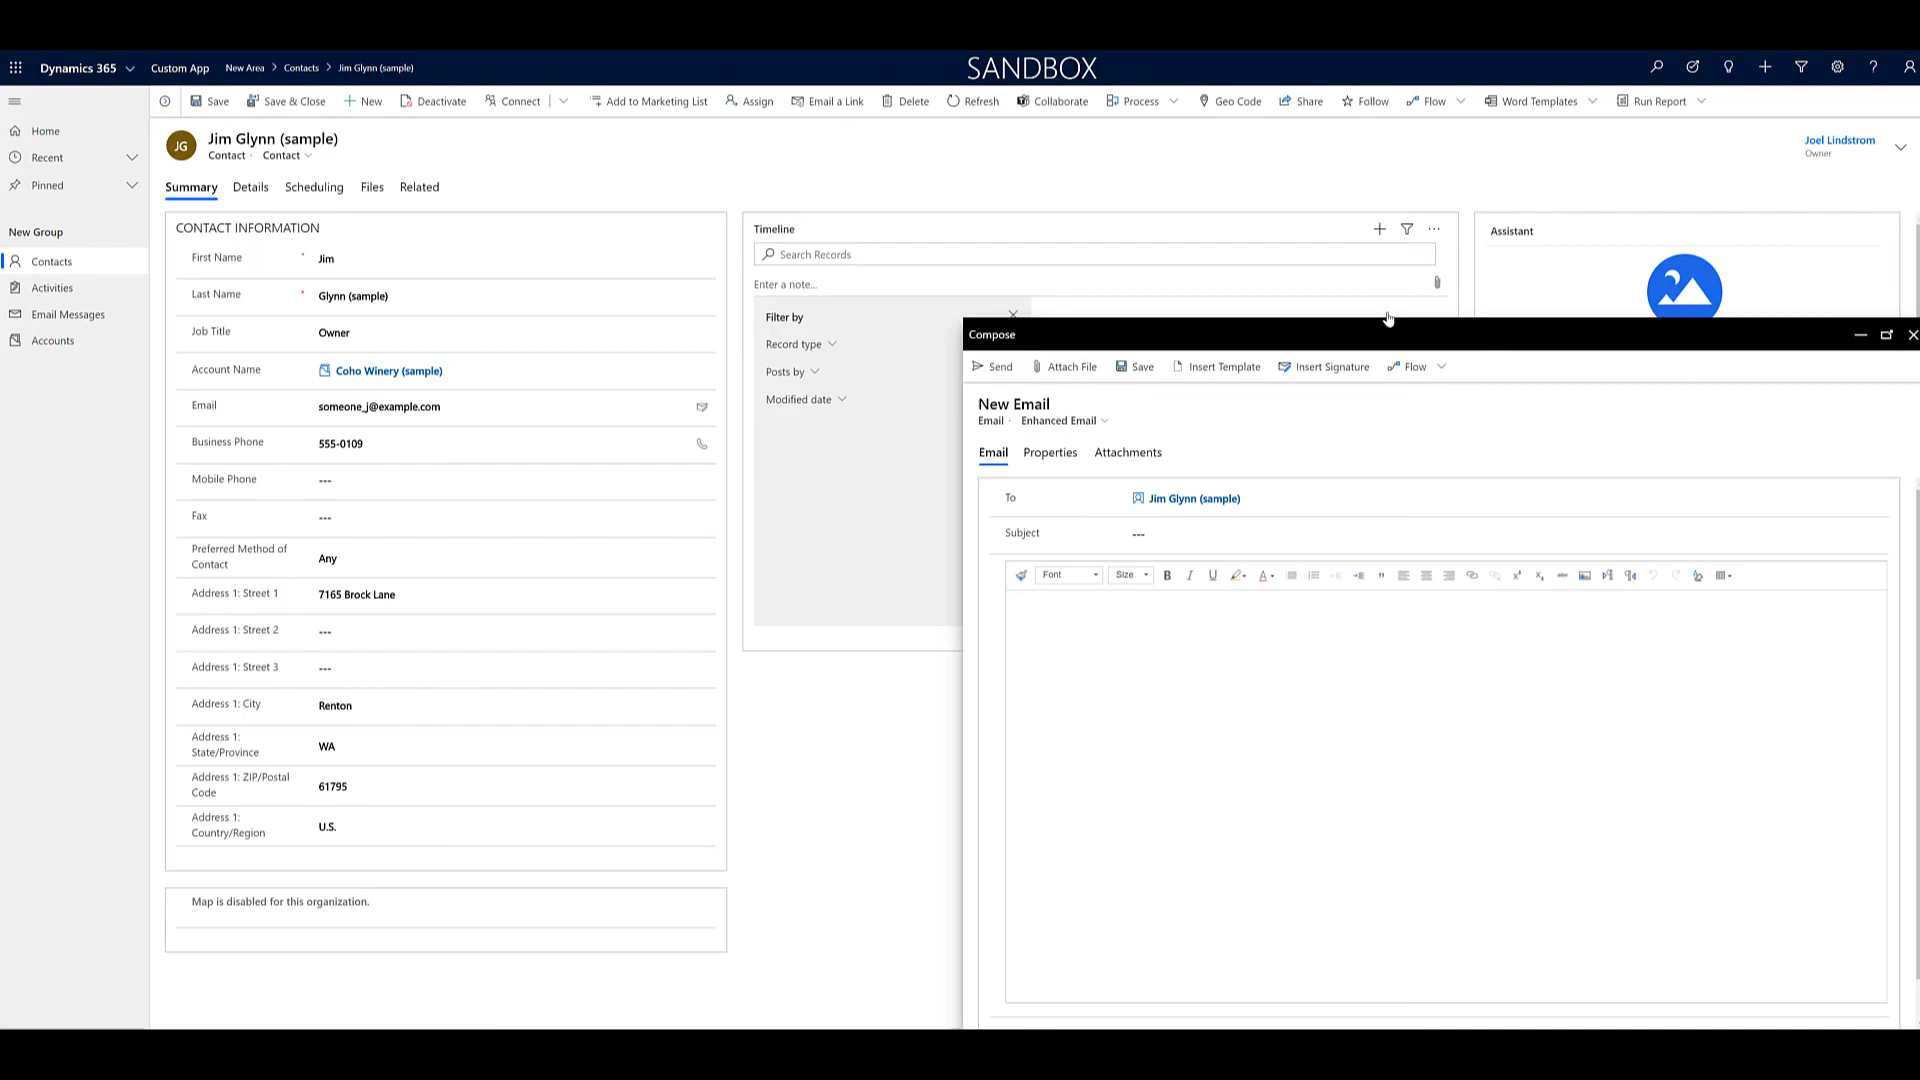 Dynamics 365 Custom App New Area > Contacts > Jim Glynn (sample) SANDBOX
Save Save & Close New Deactivate Connect Add to Marketing List Assign Email a Link Delete Refresh Collaborate Process Geo Code Share Follow Flow Word Templates Run Report
Home
Recent
Pinned
New Group
Contacts
Activities
Email Messages
Accounts
JG
Jim Glynn (sample)
Contact · Contact
Joel Lindstrom
Owner
Summary Details Scheduling Files Related
CONTACT INFORMATION
First Name * Jim
Last Name * Glynn (sample)
Job Title Owner
Account Name Coho Winery (sample)
Email someone_j@example.com
Business Phone 555-0109
Mobile Phone ---
Fax ---
Preferred Method of
Contact
Any
Address 1: Street 1 7165 Brock Lane
Address 1: Street 2 ---
Address 1: Street 3 ---
Address 1: City Renton
Address 1:
State/Province
WA
Address 1: ZIP/Postal
Code
61795
Address 1:
Country/Region
U.S.
Map is disabled for this organization.
Timeline
Search Records
Enter a note...
Filter by
Record type
Posts by
Modified date
Assistant
Compose
Send Attach File Save Insert Template Insert Signature Flow
New Email
Email · Enhanced Email
Email Properties Attachments
To Jim Glynn (sample)
Subject ---
Font Size B I U A